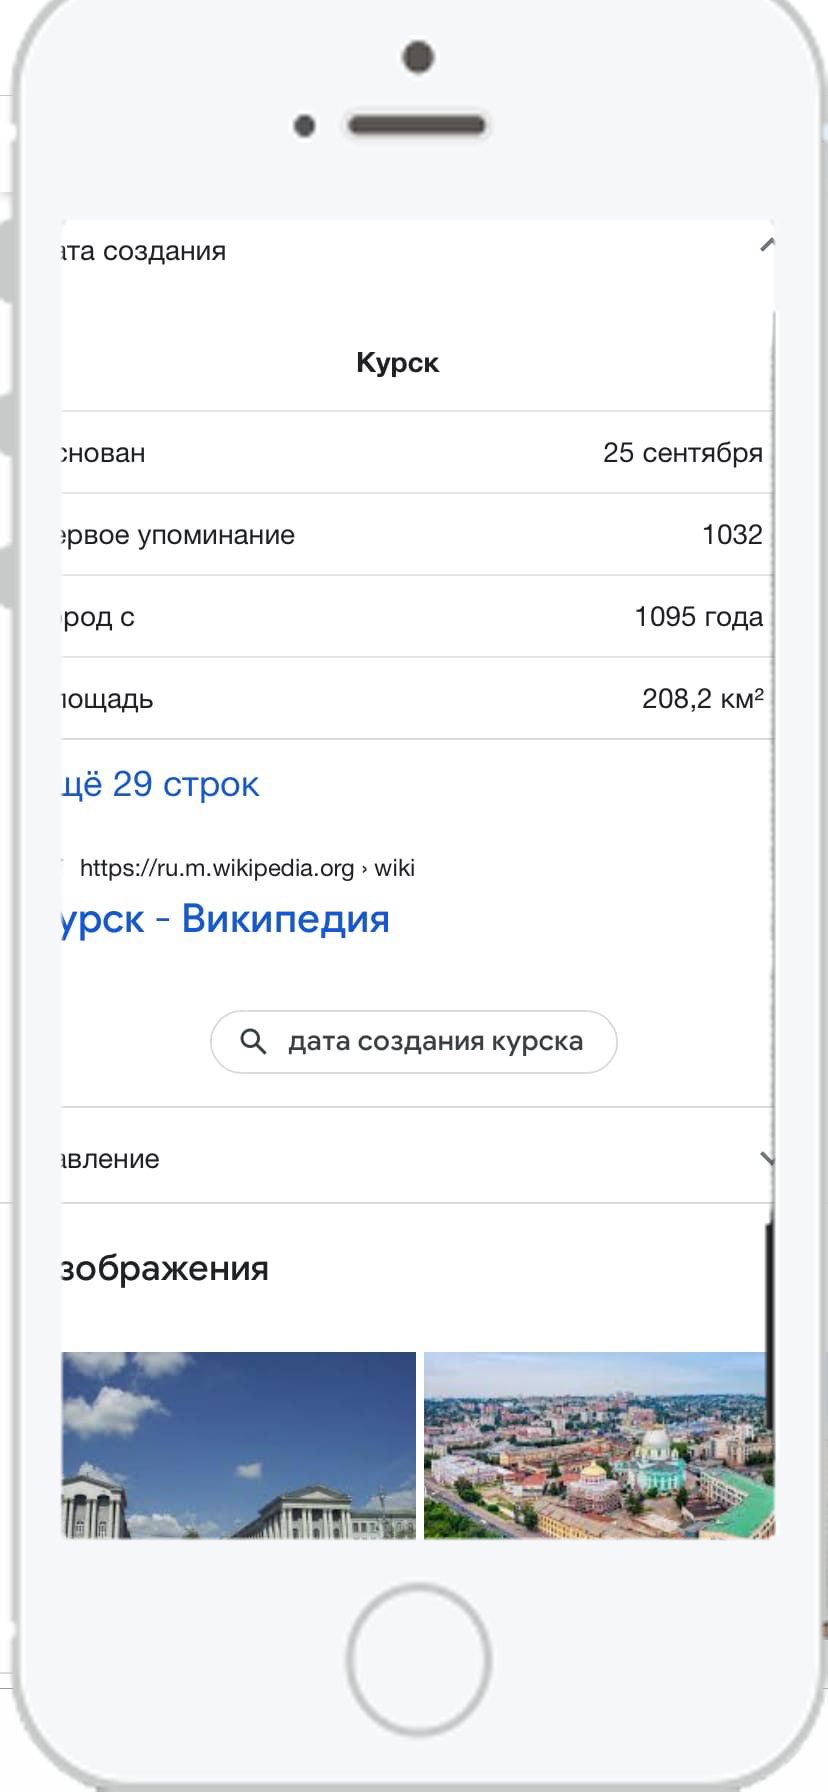 ата создания
Курск
снован 25 сентября
ервое упоминание 1032
род с 1095 года
лощадь 208,2 км²
щё 29 строк
https://ru.m.wikipedia.org › wiki
урск - Википедия
дата создания курска
авление
зображения